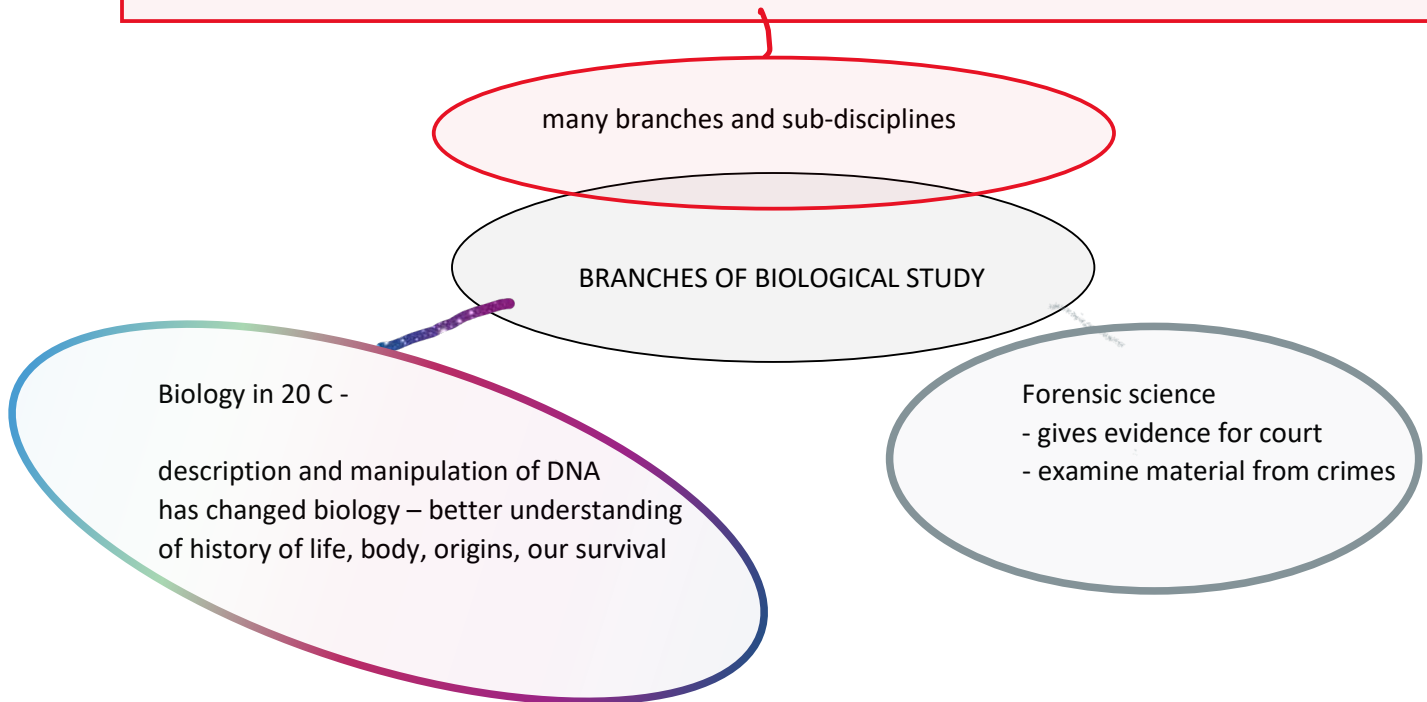 many branches and sub-disciplines
BRANCHES OF BIOLOGICAL STUDY
Biology in 20 C -
description and manipulation of DNA
has changed biology – better understanding
of history of life, body, origins, our survival
Forensic science
- gives evidence for court
- examine material from crimes